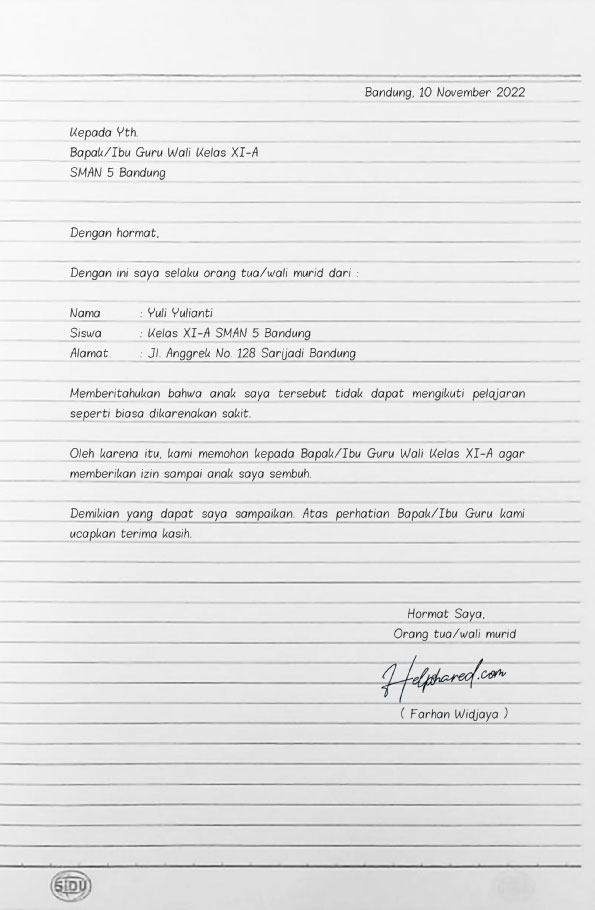 Bandung, 10 November 2022
Kepada Yth.
Bapak/Ibu Guru Wali Kelas XI-A
SMAN 5 Bandung
Dengan hormat,
Dengan ini saya selaku orang tua/wali murid dari :
Nama : Yuli Yulianti
Siswa : Kelas XI-A SMAN 5 Bandung
Alamat : Jl. Anggrek No. 128 Sarijadi Bandung
Memberitahukan bahwa anak saya tersebut tidak dapat mengikuti pelajaran
seperti biasa dikarenakan sakit.
Oleh karena itu, kami memohon kepada Bapak/Ibu Guru Wali Kelas XI-A agar
memberikan izin sampai anak saya sembuh.
Demikian yang dapat saya sampaikan. Atas perhatian Bapak/Ibu Guru kami
ucapkan terima kasih.
Hormat Saya,
Orang tua/wali murid
Helpshared.com
( Farhan Widjaya )
SIDU